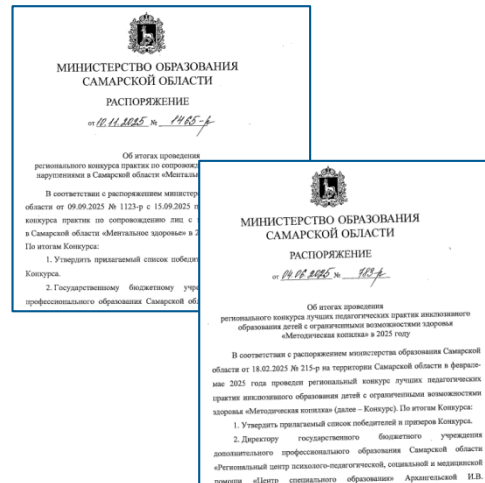 МИНИСТЕРСТВО ОБРАЗОВАНИЯ
САМАРСКОЙ ОБЛАСТИ
РАСПОРЯЖЕНИЕ
от 10.11.2025 № 1465-р
Об итогах проведения
регионального конкурса практик по сопровожд
нарушениями в Самарской области «Менталь
В соответствии с распоряжением министер
области от 09.09.2025 № 1123-р с 15.09.2025 п
конкурса практик по сопровождению лиц с
в Самарской области «Ментальное здоровье» в 2
По итогам Конкурса:
1. Утвердить прилагаемый список победит
Конкурса.
2. Государственному бюджетному учре
профессионального образования Самарской об
МИНИСТЕРСТВО ОБРАЗОВАНИЯ
САМАРСКОЙ ОБЛАСТИ
РАСПОРЯЖЕНИЕ
от 04.06.2025 № 783-р
Об итогах проведения
регионального конкурса лучших педагогических практик инклюзивного
образования детей с ограниченными возможностями здоровья
«Методическая копилка» в 2025 году
В соответствии с распоряжением министерства образования Самарской
области от 18.02.2025 № 215-р на территории Самарской области в феврале-
мае 2025 года проведен региональный конкурс лучших педагогических
практик инклюзивного образования детей с ограниченными возможностями
здоровья «Методическая копилка» (далее – Конкурс). По итогам Конкурса:
1. Утвердить прилагаемый список победителей и призеров Конкурса.
2. Директору государственного бюджетного учреждения
дополнительного профессионального образования Самарской области
«Региональный центр психолого-педагогической, социальной и медицинской
помощи «Центр специального образования» Архангельской И.В.